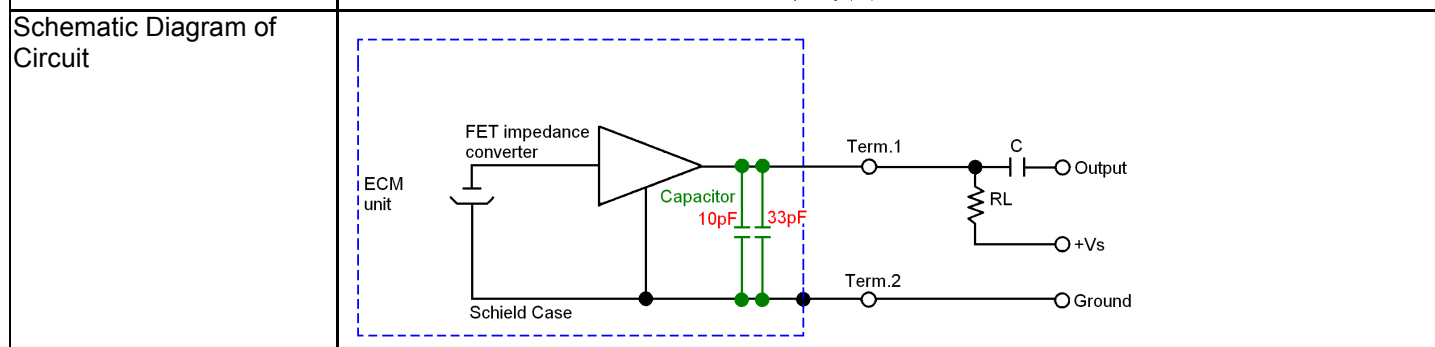 Schematic Diagram of
Circuit
FET impedance
converter
ECM
unit
Capacitor
10pF
33pF
Schield Case
Term.1
C
Output
RL
+Vs
Term.2
Ground